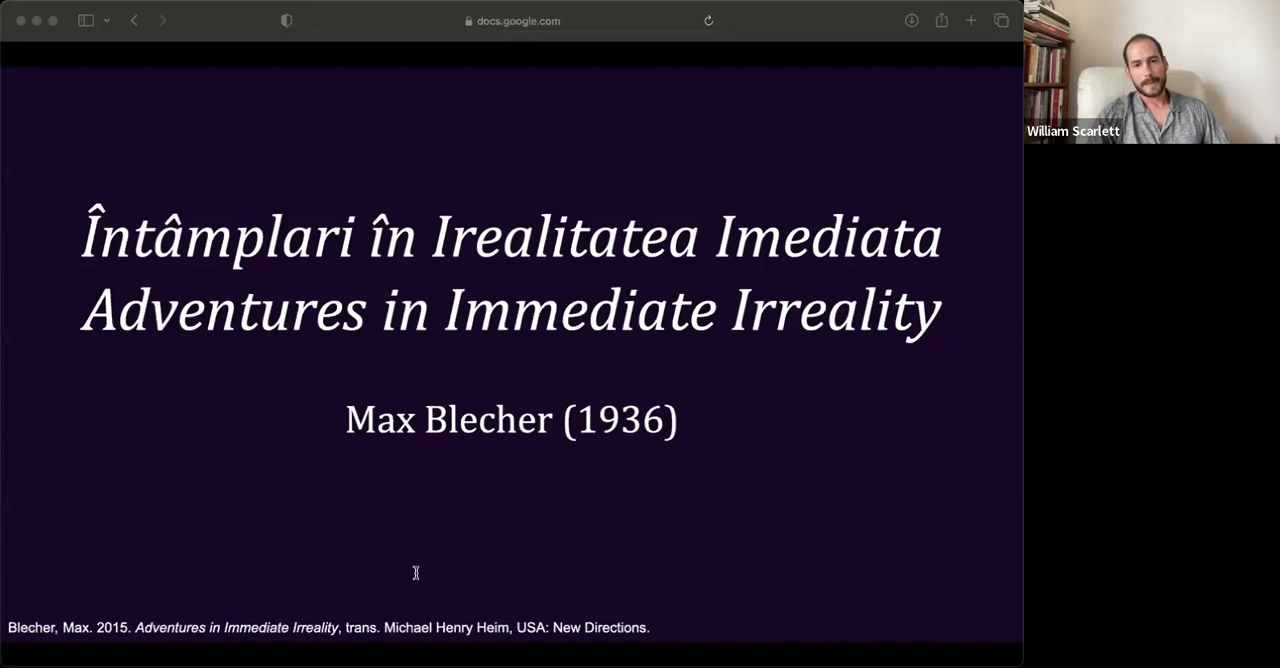 docs.google.com
Întâmplari în Irealitatea Imediata
Adventures in Immediate Irreality
Max Blecher (1936)
Blecher, Max. 2015. Adventures in Immediate Irreality, trans. Michael Henry Heim, USA: New Directions.
William Scarlett